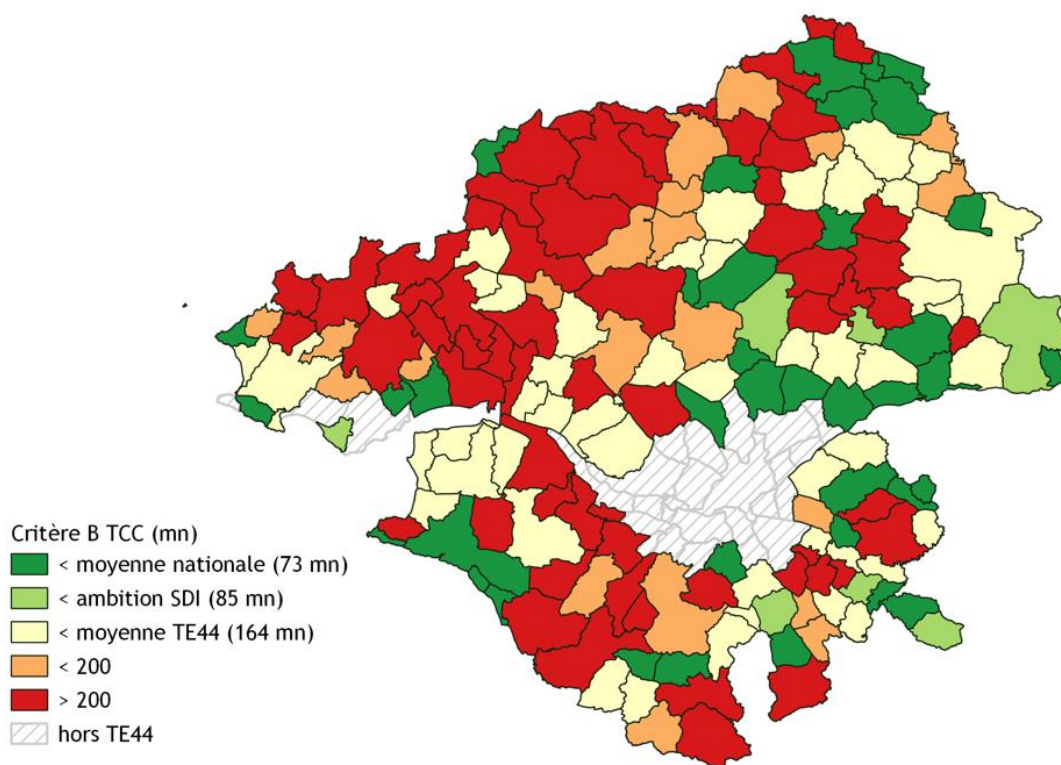 Critère B TCC (mn)
< moyenne nationale (73 mn)
< ambition SDI (85 mn)
< moyenne TE44 (164 mn)
< 200
> 200
hors TE44